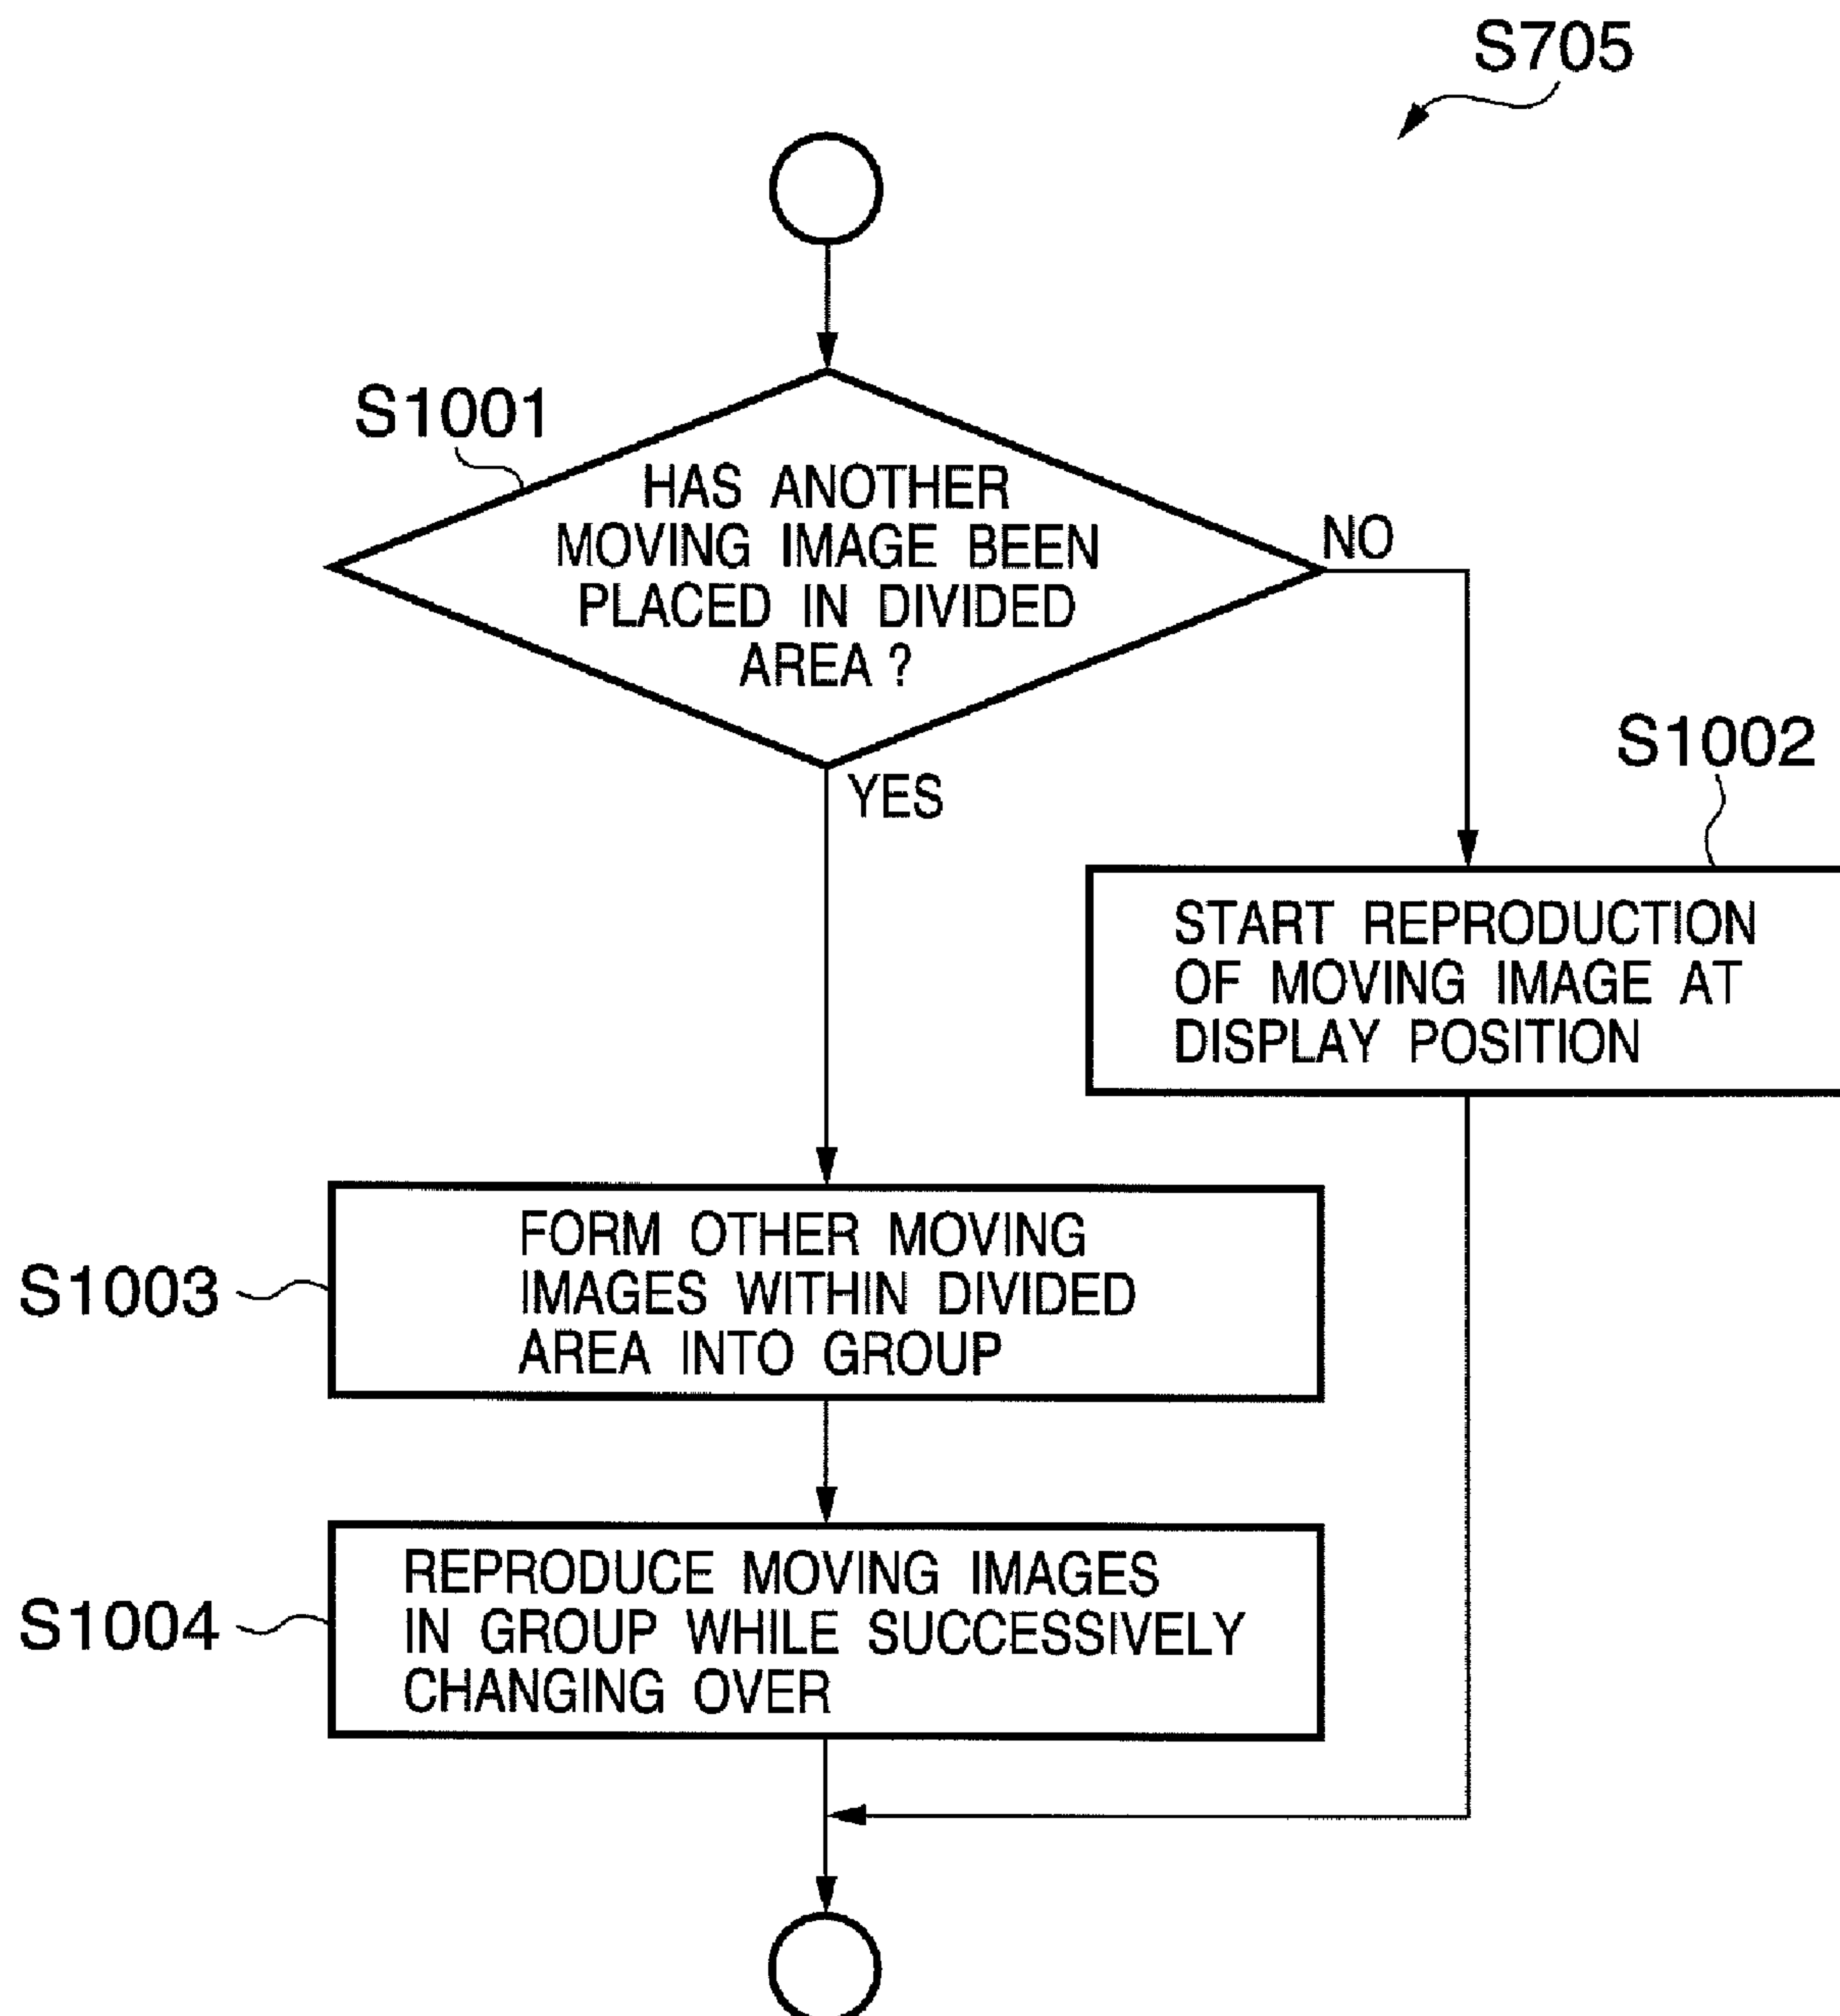 S705
S1001
HAS ANOTHER
MOVING IMAGE BEEN
PLACED IN DIVIDED
AREA ?
NO
YES
S1002
START REPRODUCTION
OF MOVING IMAGE AT
DISPLAY POSITION
S1003
FORM OTHER MOVING
IMAGES WITHIN DIVIDED
AREA INTO GROUP
S1004
REPRODUCE MOVING IMAGES
IN GROUP WHILE SUCCESSIVELY
CHANGING OVER